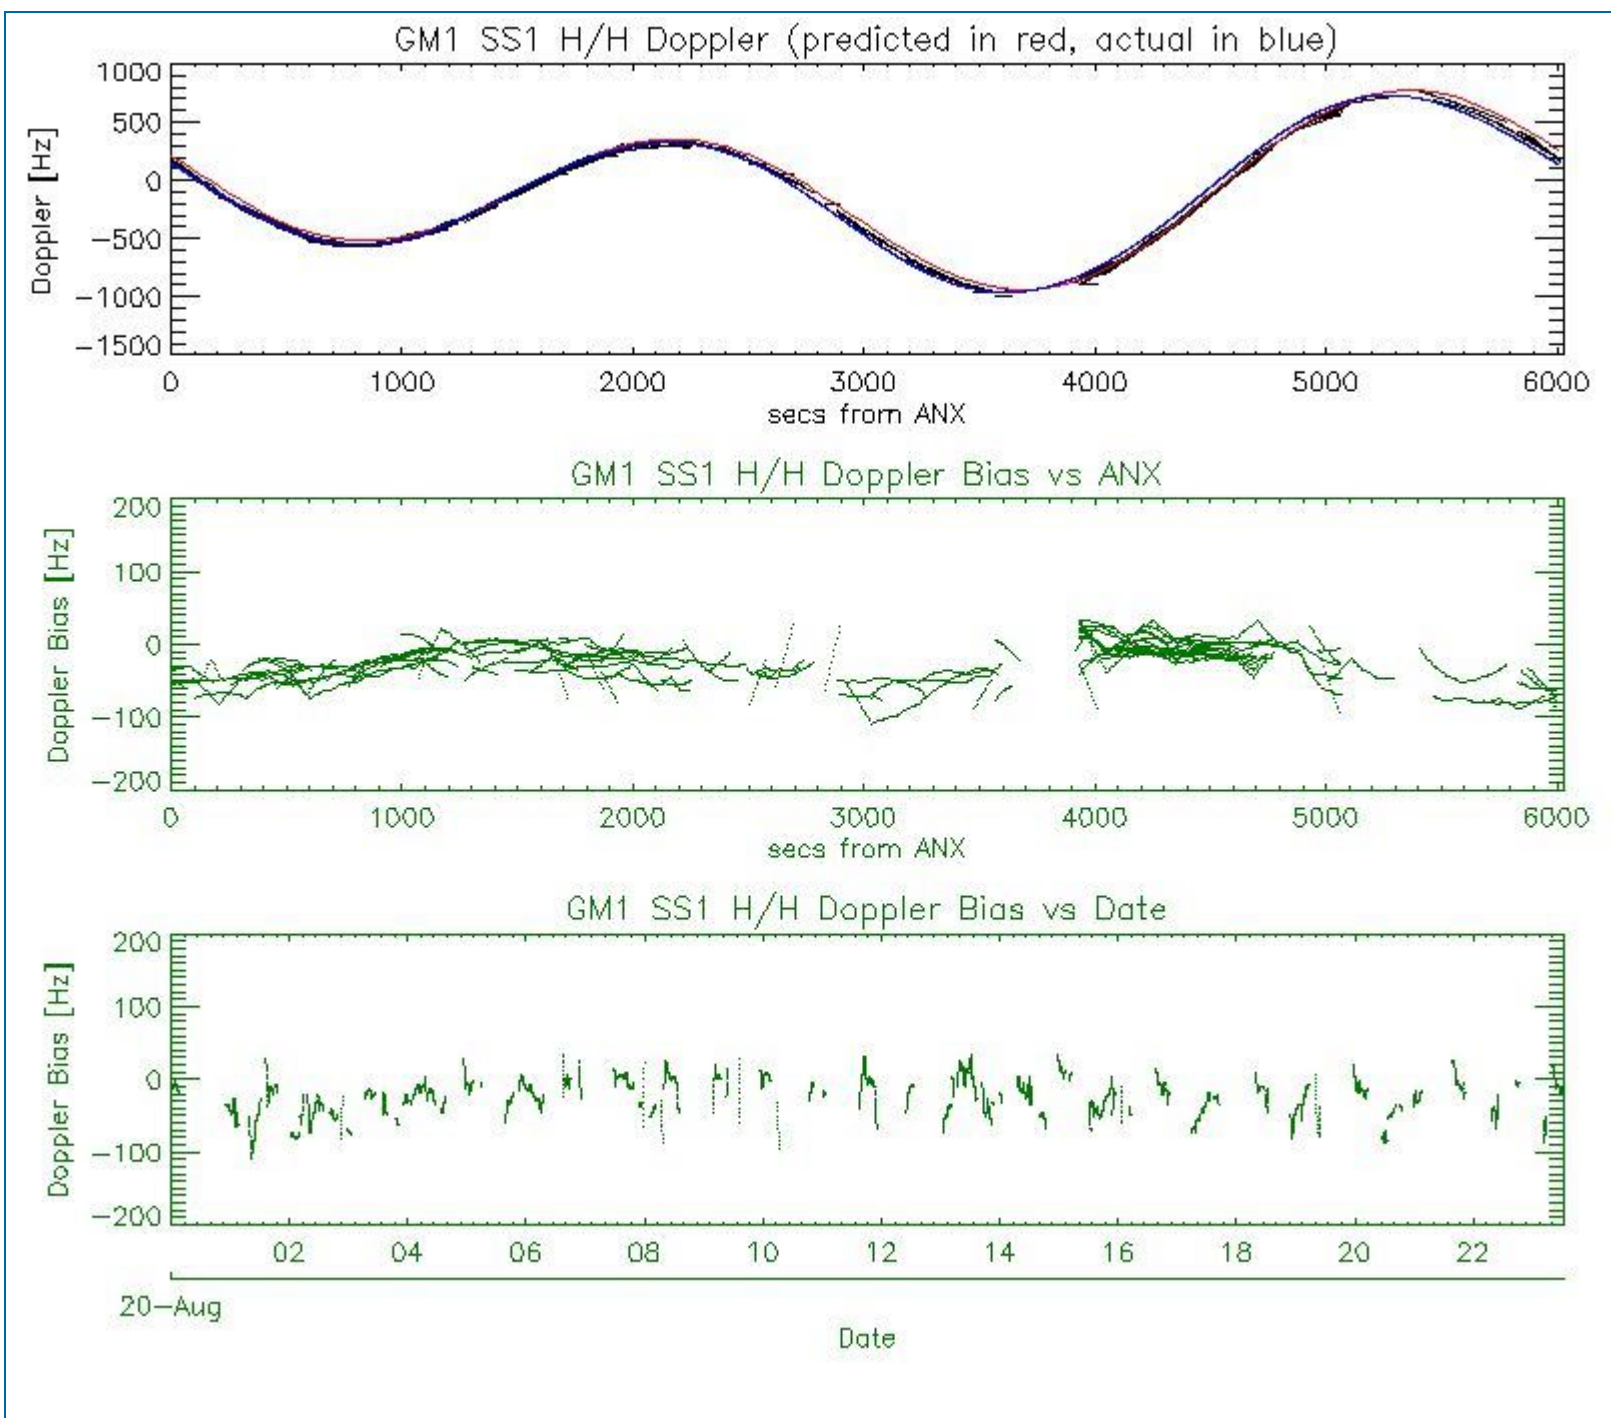 GM1 SS1 H/H Doppler (predicted in red, actual in blue)
Doppler [Hz]
1000
500
0
−500
−1000
−1500
0 1000 2000 3000 4000 5000 6000
secs from ANX
GM1 SS1 H/H Doppler Bias vs ANX
Doppler Bias [Hz]
200
100
0
−100
−200
0 1000 2000 3000 4000 5000 6000
secs from ANX
GM1 SS1 H/H Doppler Bias vs Date
Doppler Bias [Hz]
200
100
0
−100
−200
02 04 06 08 10 12 14 16 18 20 22
20−Aug
Date